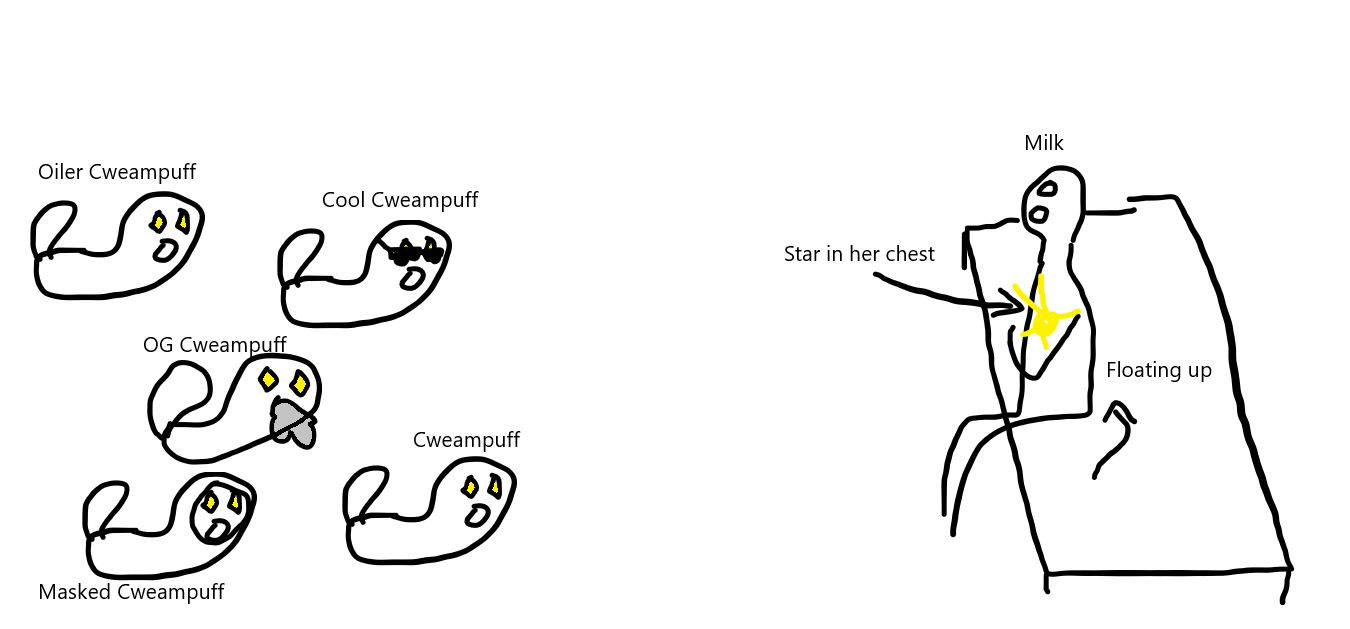 Milk
Oiler Cweampuff
Cool Cweampuff
Star in her chest
OG Cweampuff
Floating up
Cweampuff
Masked Cweampuff